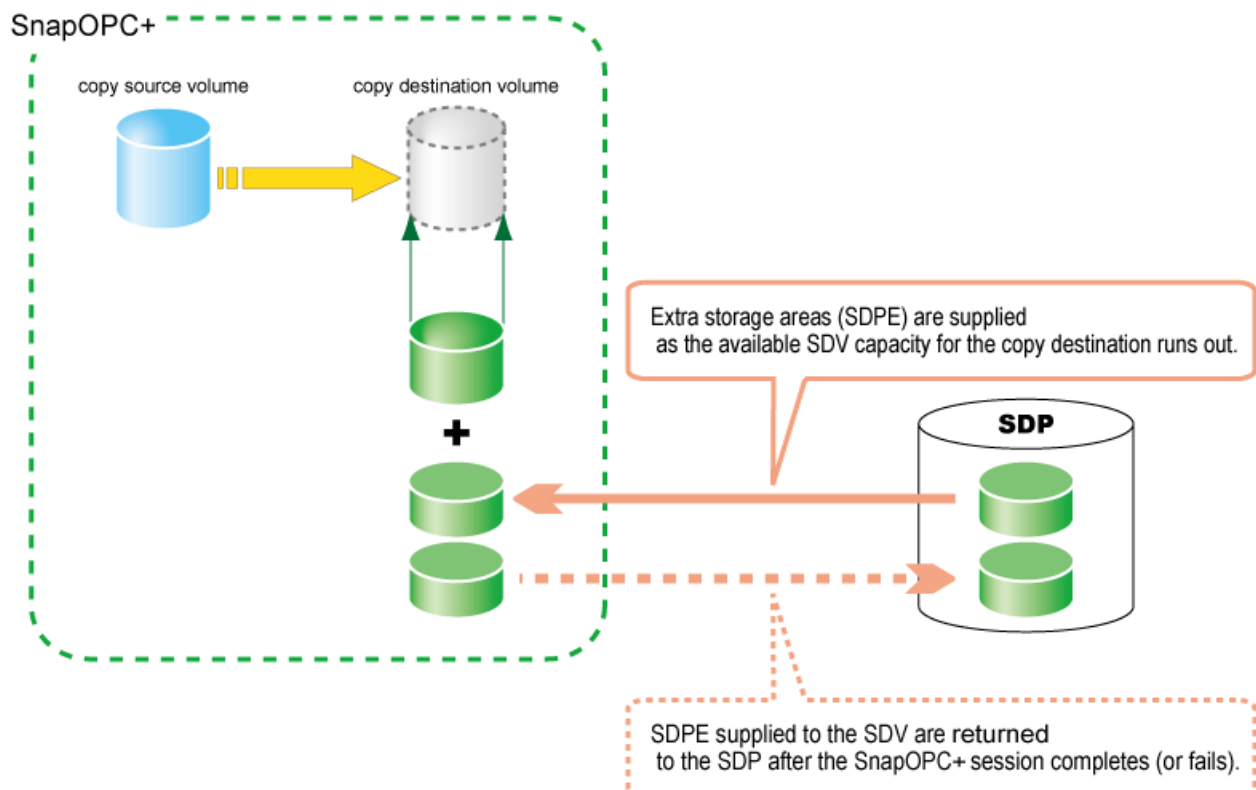 SnapOPC+
copy source volume
copy destination volume
Extra storage areas (SDPE) are supplied
as the available SDV capacity for the copy destination runs out.
SDP
SDPE supplied to the SDV are returned
to the SDP after the SnapOPC+ session completes (or fails).